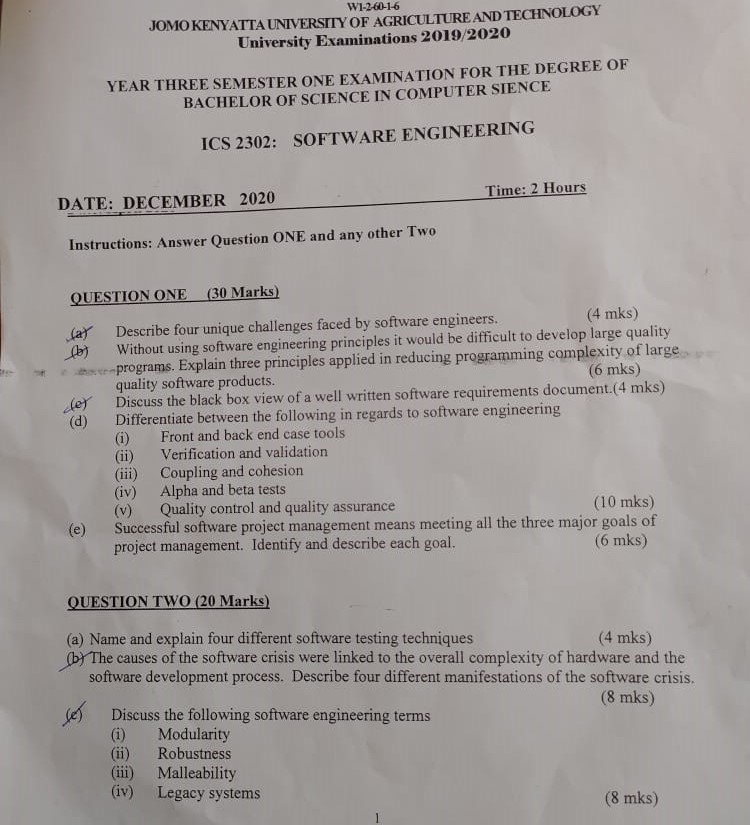 W1-2-60-1-6
JOMO KENYATTA UNIVERSITY OF AGRICULTURE AND TECHNOLOGY
University Examinations 2019/2020
YEAR THREE SEMESTER ONE EXAMINATION FOR THE DEGREE OF
BACHELOR OF SCIENCE IN COMPUTER SIENCE
ICS 2302: SOFTWARE ENGINEERING
DATE: DECEMBER 2020 Time: 2 Hours
Instructions: Answer Question ONE and any other Two
QUESTION ONE (30 Marks)
(a) Describe four unique challenges faced by software engineers. (4 mks)
(b) Without using software engineering principles it would be difficult to develop large quality
programs. Explain three principles applied in reducing programming complexity of large
quality software products. (6 mks)
(c) Discuss the black box view of a well written software requirements document.(4 mks)
(d) Differentiate between the following in regards to software engineering
(i) Front and back end case tools
(ii) Verification and validation
(iii) Coupling and cohesion
(iv) Alpha and beta tests
(v) Quality control and quality assurance (10 mks)
(e) Successful software project management means meeting all the three major goals of
project management. Identify and describe each goal. (6 mks)
QUESTION TWO (20 Marks)
(a) Name and explain four different software testing techniques (4 mks)
(b) The causes of the software crisis were linked to the overall complexity of hardware and the
software development process. Describe four different manifestations of the software crisis.
(8 mks)
(c) Discuss the following software engineering terms
(i) Modularity
(ii) Robustness
(iii) Malleability
(iv) Legacy systems (8 mks)
1